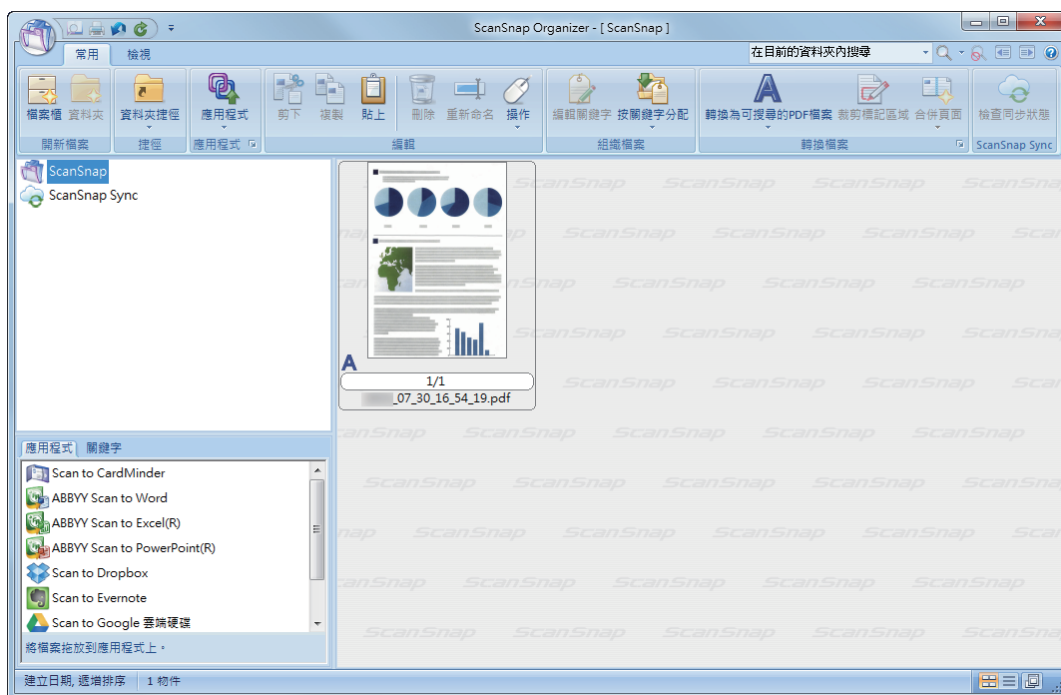 ScanSnap Organizer - [ ScanSnap ]
常用 檢視
在目前的資料夾內搜尋
檔案櫃 資料夾 資料夾捷徑 應用程式 剪下 複製 貼上 刪除 重新命名 操作 編輯關鍵字 按關鍵字分配 轉換為可搜尋的PDF檔案 裁剪標記區域 合併頁面 檢查同步狀態
開新檔案 捷徑 應用程式 編輯 組織檔案 轉換檔案 ScanSnap Sync
ScanSnap
ScanSnap Sync
A
1/1
_07_30_16_54_19.pdf
應用程式 關鍵字
Scan to CardMinder
ABBYY Scan to Word
ABBYY Scan to Excel(R)
ABBYY Scan to PowerPoint(R)
Scan to Dropbox
Scan to Evernote
Scan to Google 雲端硬碟
將檔案拖放到應用程式上。
建立日期, 遞增排序 1 物件